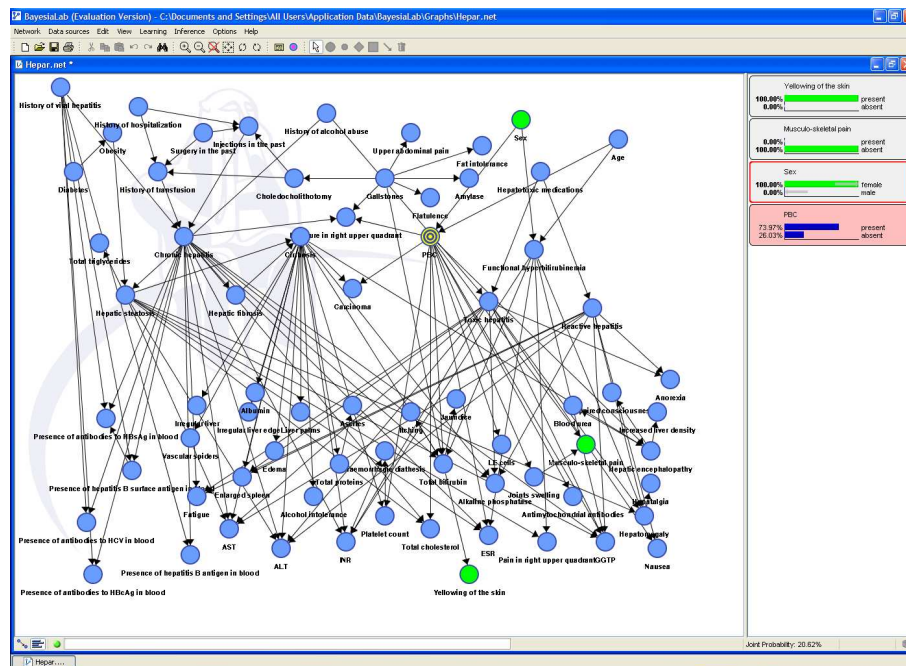 BayesiaLab (Evaluation Version) - C:\Documents and Settings\All Users\Application Data\BayesiaLab\Graphs\Hepar.net
Network Data sources Edit View Learning Inference Options Help
Hepar.net *
History of viral hepatitis
History of hospitalization
History of alcohol abuse
Sex
Injections in the past
Obesity
Surgery in the past
Upper abdominal pain
Age
Fat intolerance
Diabetes
History of transfusion
Choledocholithotomy
Gallstones
Amylase
Hepatotoxic medications
Flatulence
in right upper quadrant
Chronic hepatitis
PBC
Total triglycerides
Functional hyperbilirubinemia
Carcinoma
Hepatic steatosis
Hepatic fibrosis
Toxic hepatitis
Reactive hepatitis
Anorexia
Albumin
Irregular liver
Irregular liver edge
Liver palms
Itching
Jaundice
Blood urea
Increased liver density
Presence of antibodies to HBsAg in blood
Vascular spiders
Edema
LE cells
Musculo-skeletal pain
Hepatic encephalopathy
Total proteins
Total bilirubin
Presence of hepatitis B surface antigen in
Enlarged spleen
Alkaline phosphatase
Joints swelling
Hepatalgia
Fatigue
Alcohol intolerance
Antimytochondrial antibodies
Platelet count
Presence of antibodies to HCV in blood
AST
Total cholesterol
Hepatomegaly
ESR
ALT
INR
Pain in right upper quadrant
GGTP
Nausea
Presence of hepatitis B antigen in blood
Presence of antibodies to HBcAg in blood
Yellowing of the skin
Yellowing of the skin
100.00% present
0.00% absent
Musculo-skeletal pain
0.00% present
100.00% absent
Sex
100.00% female
0.00% male
PBC
73.97% present
26.03% absent
Joint Probability: 20.62%
Hepar....